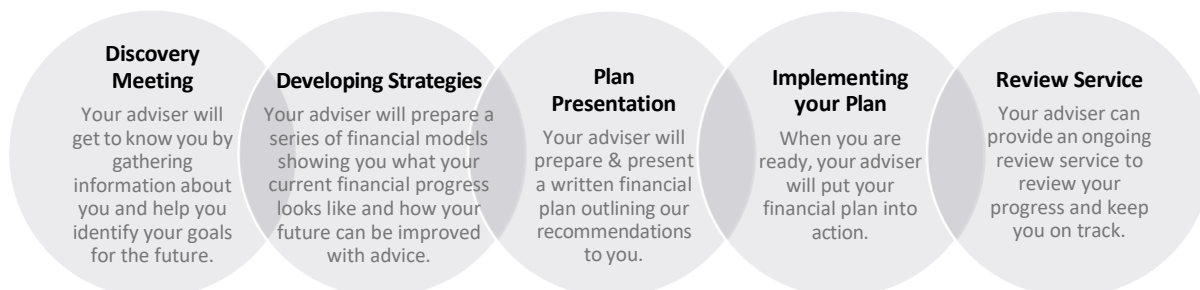 Discovery
Meeting
Your adviser will
get to know you by
gathering
information about
you and help you
identify your goals
for the future.
Developing Strategies
Your adviser will prepare a
series of financial models
showing you what your
current financial progress
looks like and how your
future can be improved
with advice.
Plan
Presentation
Your adviser will
prepare & present
a written financial
plan outlining our
recommendations
to you.
Implementing
your Plan
When you are
ready, your adviser
will put your
financial plan into
action.
Review Service
Your adviser can
provide an ongoing
review service to
review your
progress and keep
you on track.